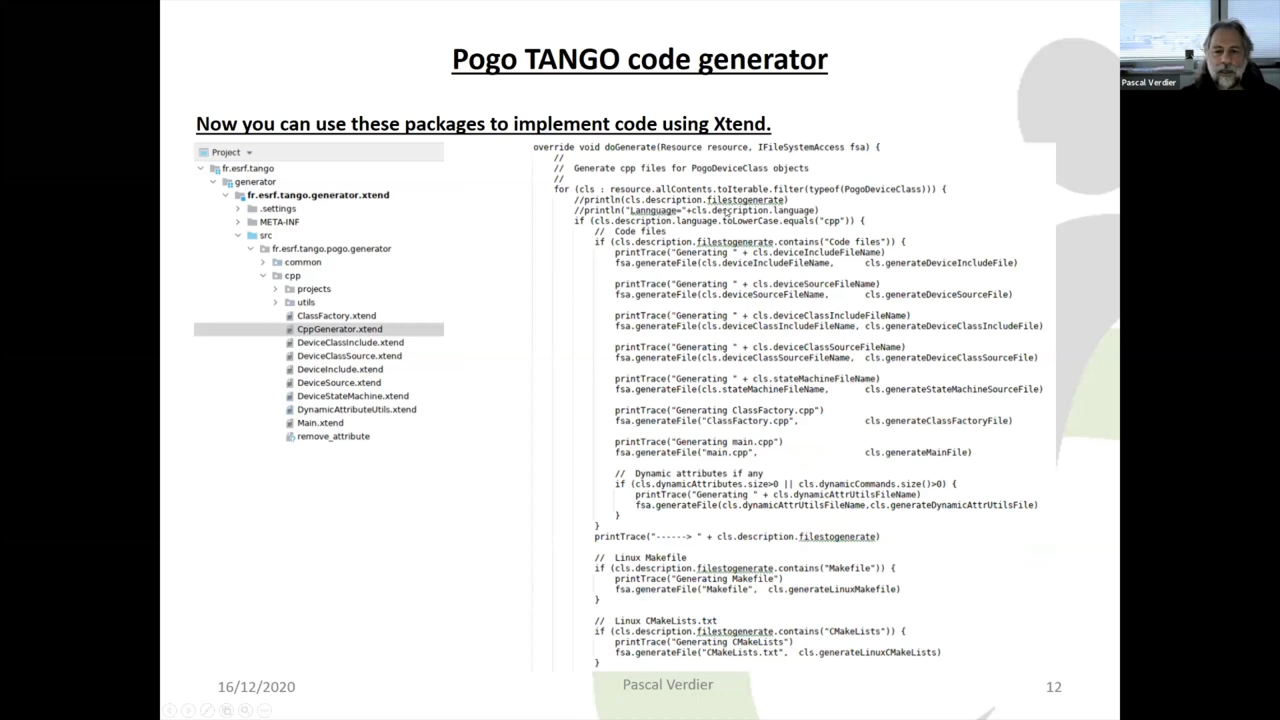 Pogo TANGO code generator
Pascal Verdier
Now you can use these packages to implement code using Xtend.
Project
fr.esrf.tango
generator
fr.esrf.tango.generator.xtend
.settings
META-INF
src
fr.esrf.tango.pogo.generator
common
cpp
projects
utils
ClassFactory.xtend
CppGenerator.xtend
DeviceClassInclude.xtend
DeviceClassSource.xtend
DeviceInclude.xtend
DeviceSource.xtend
DeviceStateMachine.xtend
DynamicAttributeUtils.xtend
Main.xtend
remove_attribute
override void doGenerate(Resource resource, IFileSystemAccess fsa) {
//
// Generate cpp files for PogoDeviceClass objects
//
for (cls : resource.allContents.toIterable.filter(typeof(PogoDeviceClass))) {
//println(cls.description.filestogenerate)
//println("Lannguage="+cls.description.language)
if (cls.description.language.toLowerCase.equals("cpp")) {
// Code files
if (cls.description.filestogenerate.contains("Code files")) {
printTrace("Generating " + cls.deviceIncludeFileName)
fsa.generateFile(cls.deviceIncludeFileName, cls.generateDeviceIncludeFile)
printTrace("Generating " + cls.deviceSourceFileName)
fsa.generateFile(cls.deviceSourceFileName, cls.generateDeviceSourceFile)
printTrace("Generating " + cls.deviceClassIncludeFileName)
fsa.generateFile(cls.deviceClassIncludeFileName, cls.generateDeviceClassIncludeFile)
printTrace("Generating " + cls.deviceClassSourceFileName)
fsa.generateFile(cls.deviceClassSourceFileName, cls.generateDeviceClassSourceFile)
printTrace("Generating " + cls.stateMachineFileName)
fsa.generateFile(cls.stateMachineFileName, cls.generateStateMachineSourceFile)
printTrace("Generating ClassFactory.cpp")
fsa.generateFile("ClassFactory.cpp", cls.generateClassFactoryFile)
printTrace("Generating main.cpp")
fsa.generateFile("main.cpp", cls.generateMainFile)
// Dynamic attributes if any
if (cls.dynamicAttributes.size>0 || cls.dynamicCommands.size()>0) {
printTrace("Generating " + cls.dynamicAttrUtilsFileName)
fsa.generateFile(cls.dynamicAttrUtilsFileName,cls.generateDynamicAttrUtilsFile)
}
}
printTrace("------> " + cls.description.filestogenerate)
// Linux Makefile
if (cls.description.filestogenerate.contains("Makefile")) {
printTrace("Generating Makefile")
fsa.generateFile("Makefile", cls.generateLinuxMakefile)
}
// Linux CMakeLists.txt
if (cls.description.filestogenerate.contains("CMakeLists")) {
printTrace("Generating CMakeLists")
fsa.generateFile("CMakeLists.txt", cls.generateLinuxCMakeLists)
}
16/12/2020
Pascal Verdier
12